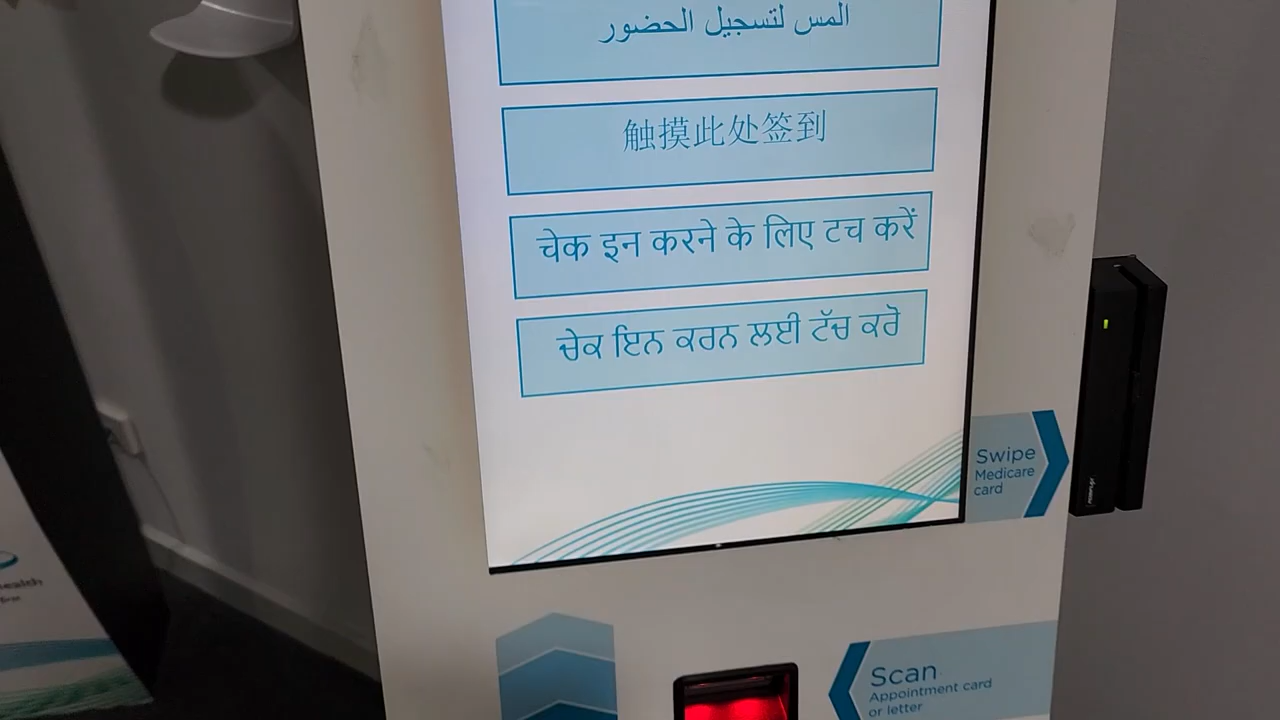 المس لتسجيل الحضور
触摸此处签到
चेक इन करने के लिए टच करें
ਚੇਕ ਇਨ ਕਰਨ ਲਈ ਟੱਚ ਕਰੋ
Swipe
Medicare
card
Scan
Appointment card
or letter